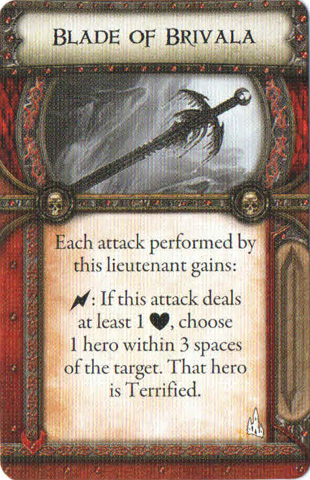 Blade of Brivala
Each attack performed by
this lieutenant gains:
: If this attack deals
at least 1 , choose
1 hero within 3 spaces
of the target. That hero
is Terrified.